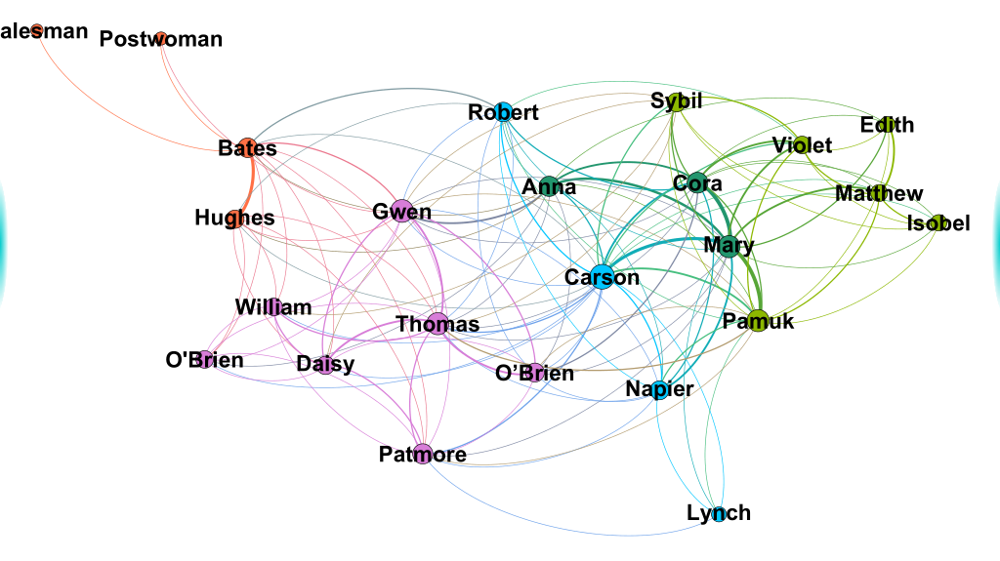 alesman
Postwoman
Sybil
Robert
Edith
Violet
Bates
Cora
Anna
Matthew
Gwen
Hughes
Isobel
Mary
Carson
William
Thomas
Pamuk
O'Brien
Daisy
O’Brien
Napier
Patmore
Lynch